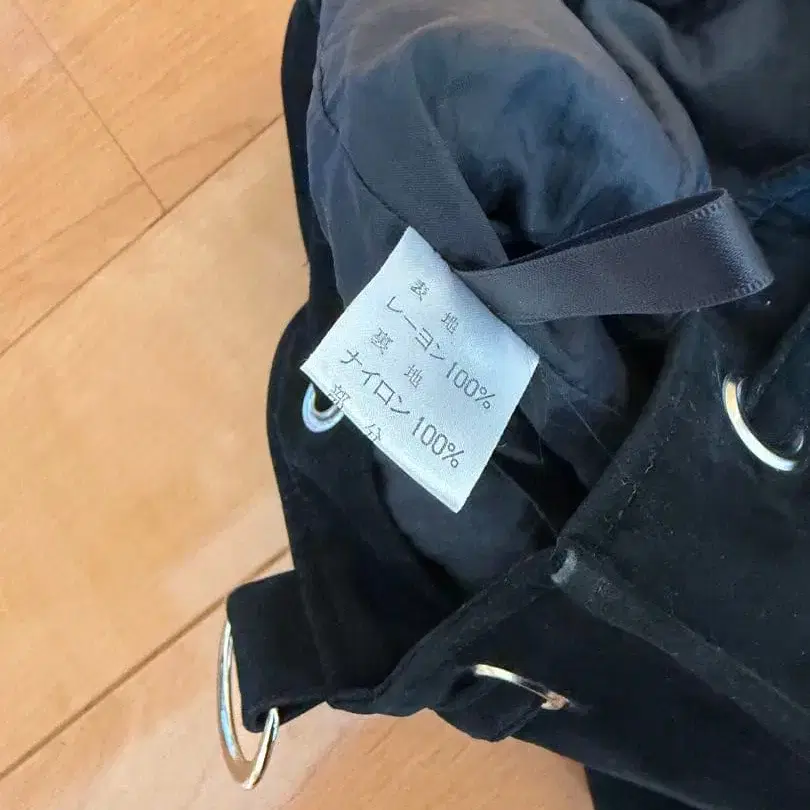 表地
レーヨン100%
裏地
ナイロン100%
部分